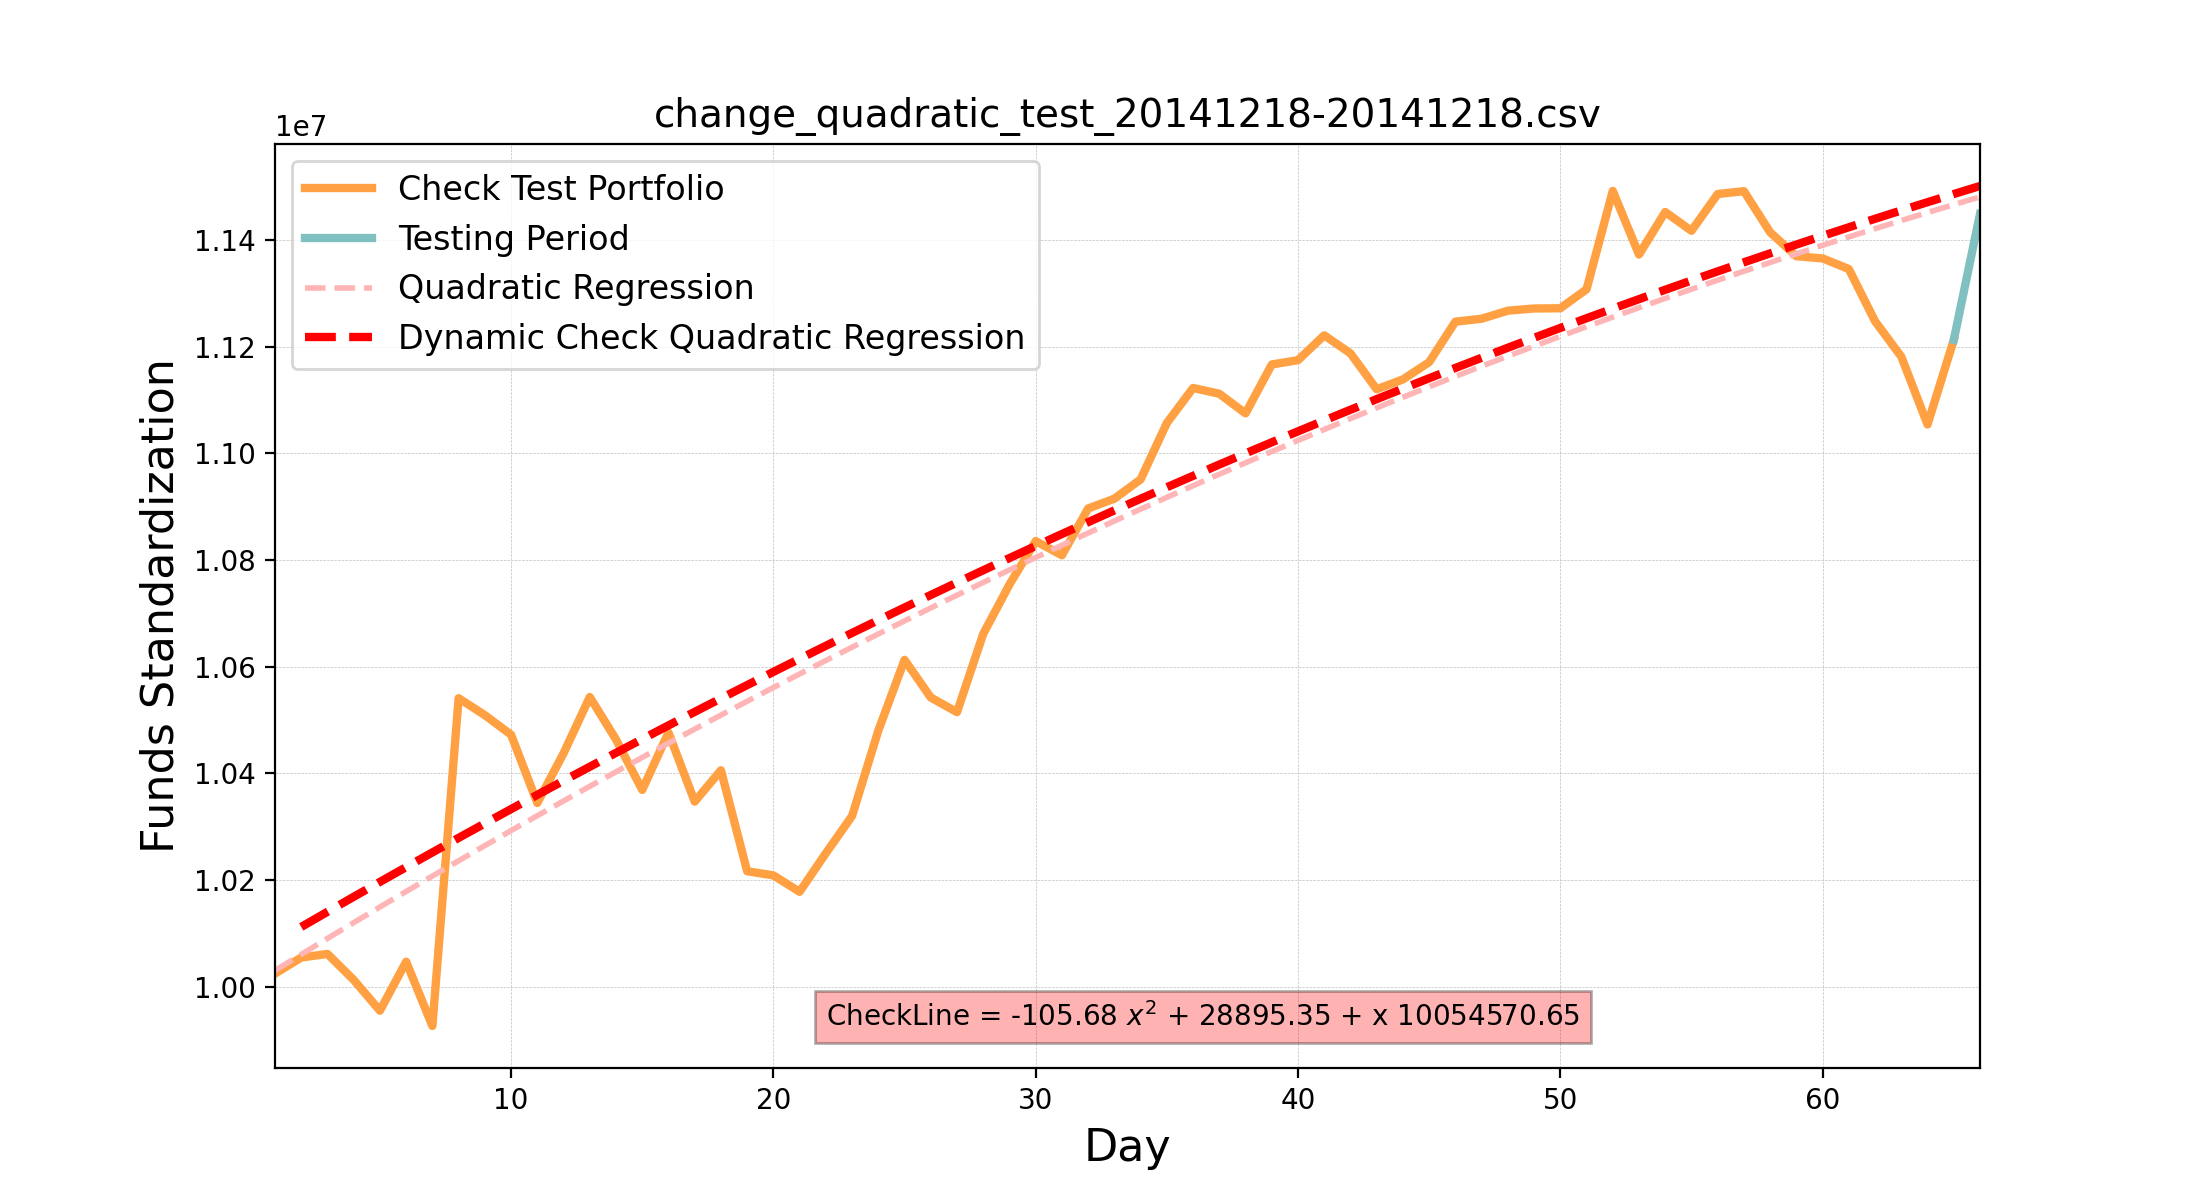 change_quadratic_test_20141218-20141218.csv
1e7
Check Test Portfolio
Testing Period
Quadratic Regression
Dynamic Check Quadratic Regression
1.14
1.12
1.10
1.08
1.06
1.04
1.02
1.00
Funds Standardization
CheckLine = -105.68 x² + 28895.35 + x 10054570.65
10 20 30 40 50 60
Day